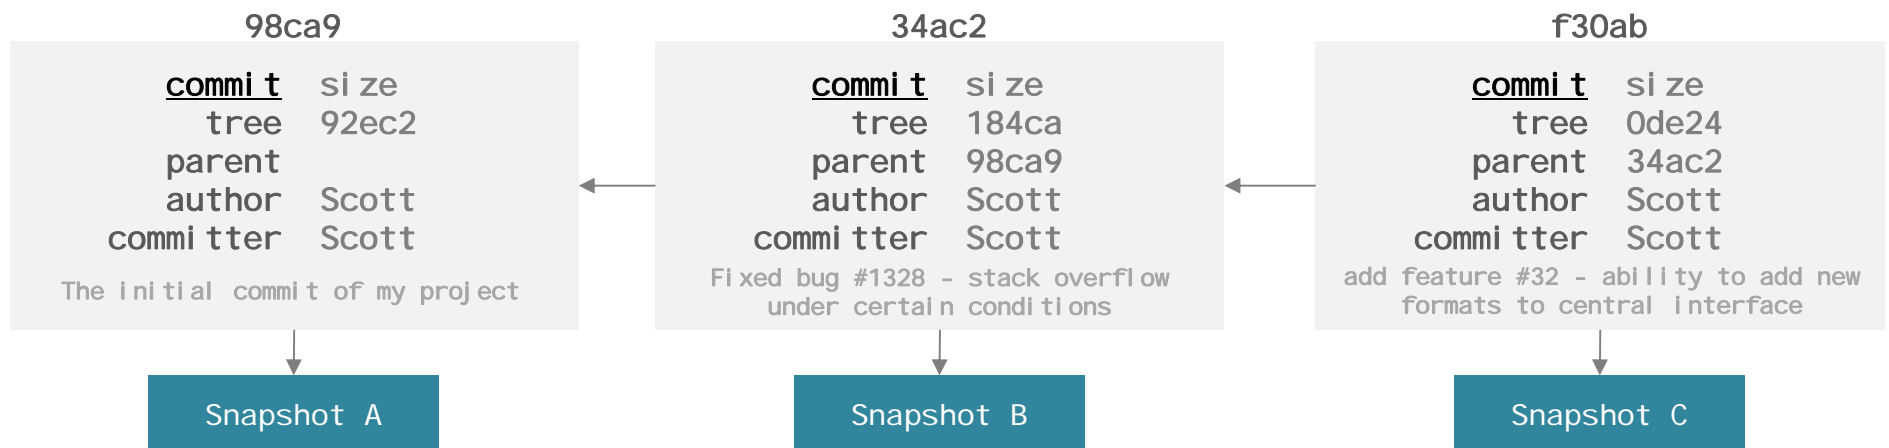 98ca9
commit size
tree 92ec2
parent
author Scott
committer Scott
The initial commit of my project
Snapshot A
34ac2
commit size
tree 184ca
parent 98ca9
author Scott
committer Scott
Fixed bug #1328 - stack overflow
under certain conditions
Snapshot B
f30ab
commit size
tree 0de24
parent 34ac2
author Scott
committer Scott
add feature #32 - ability to add new
formats to central interface
Snapshot C